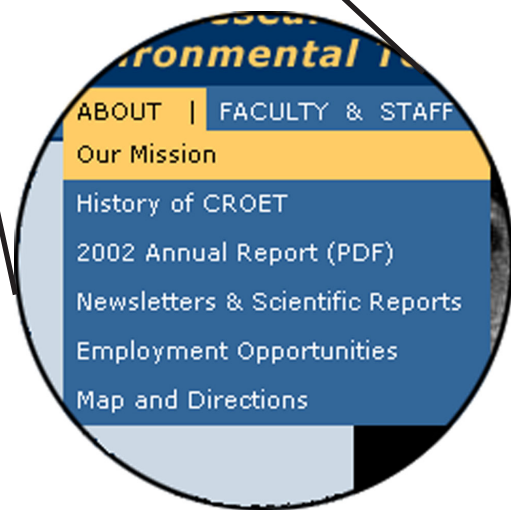 ronmental
ABOUT | FACULTY & STAFF
Our Mission
History of CROET
2002 Annual Report (PDF)
Newsletters & Scientific Reports
Employment Opportunities
Map and Directions